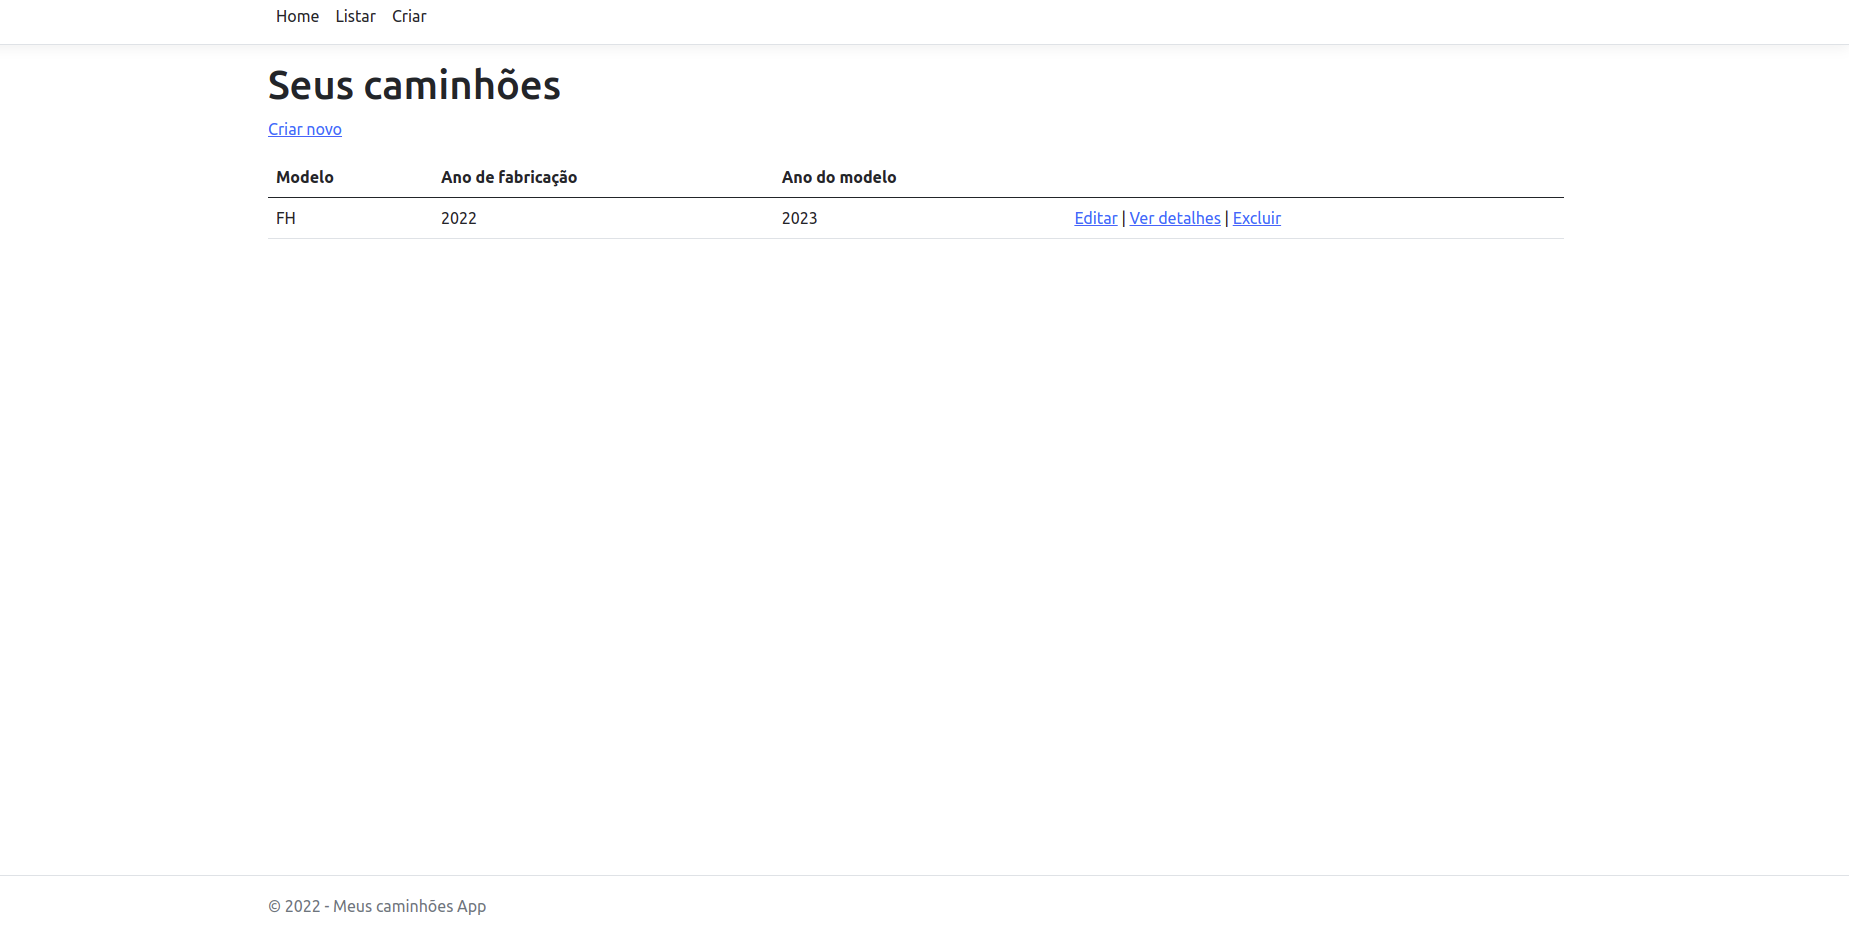 Home Listar Criar
Seus caminhões
Criar novo
Modelo Ano de fabricação Ano do modelo
FH 2022 2023 Editar | Ver detalhes | Excluir
© 2022 - Meus caminhões App